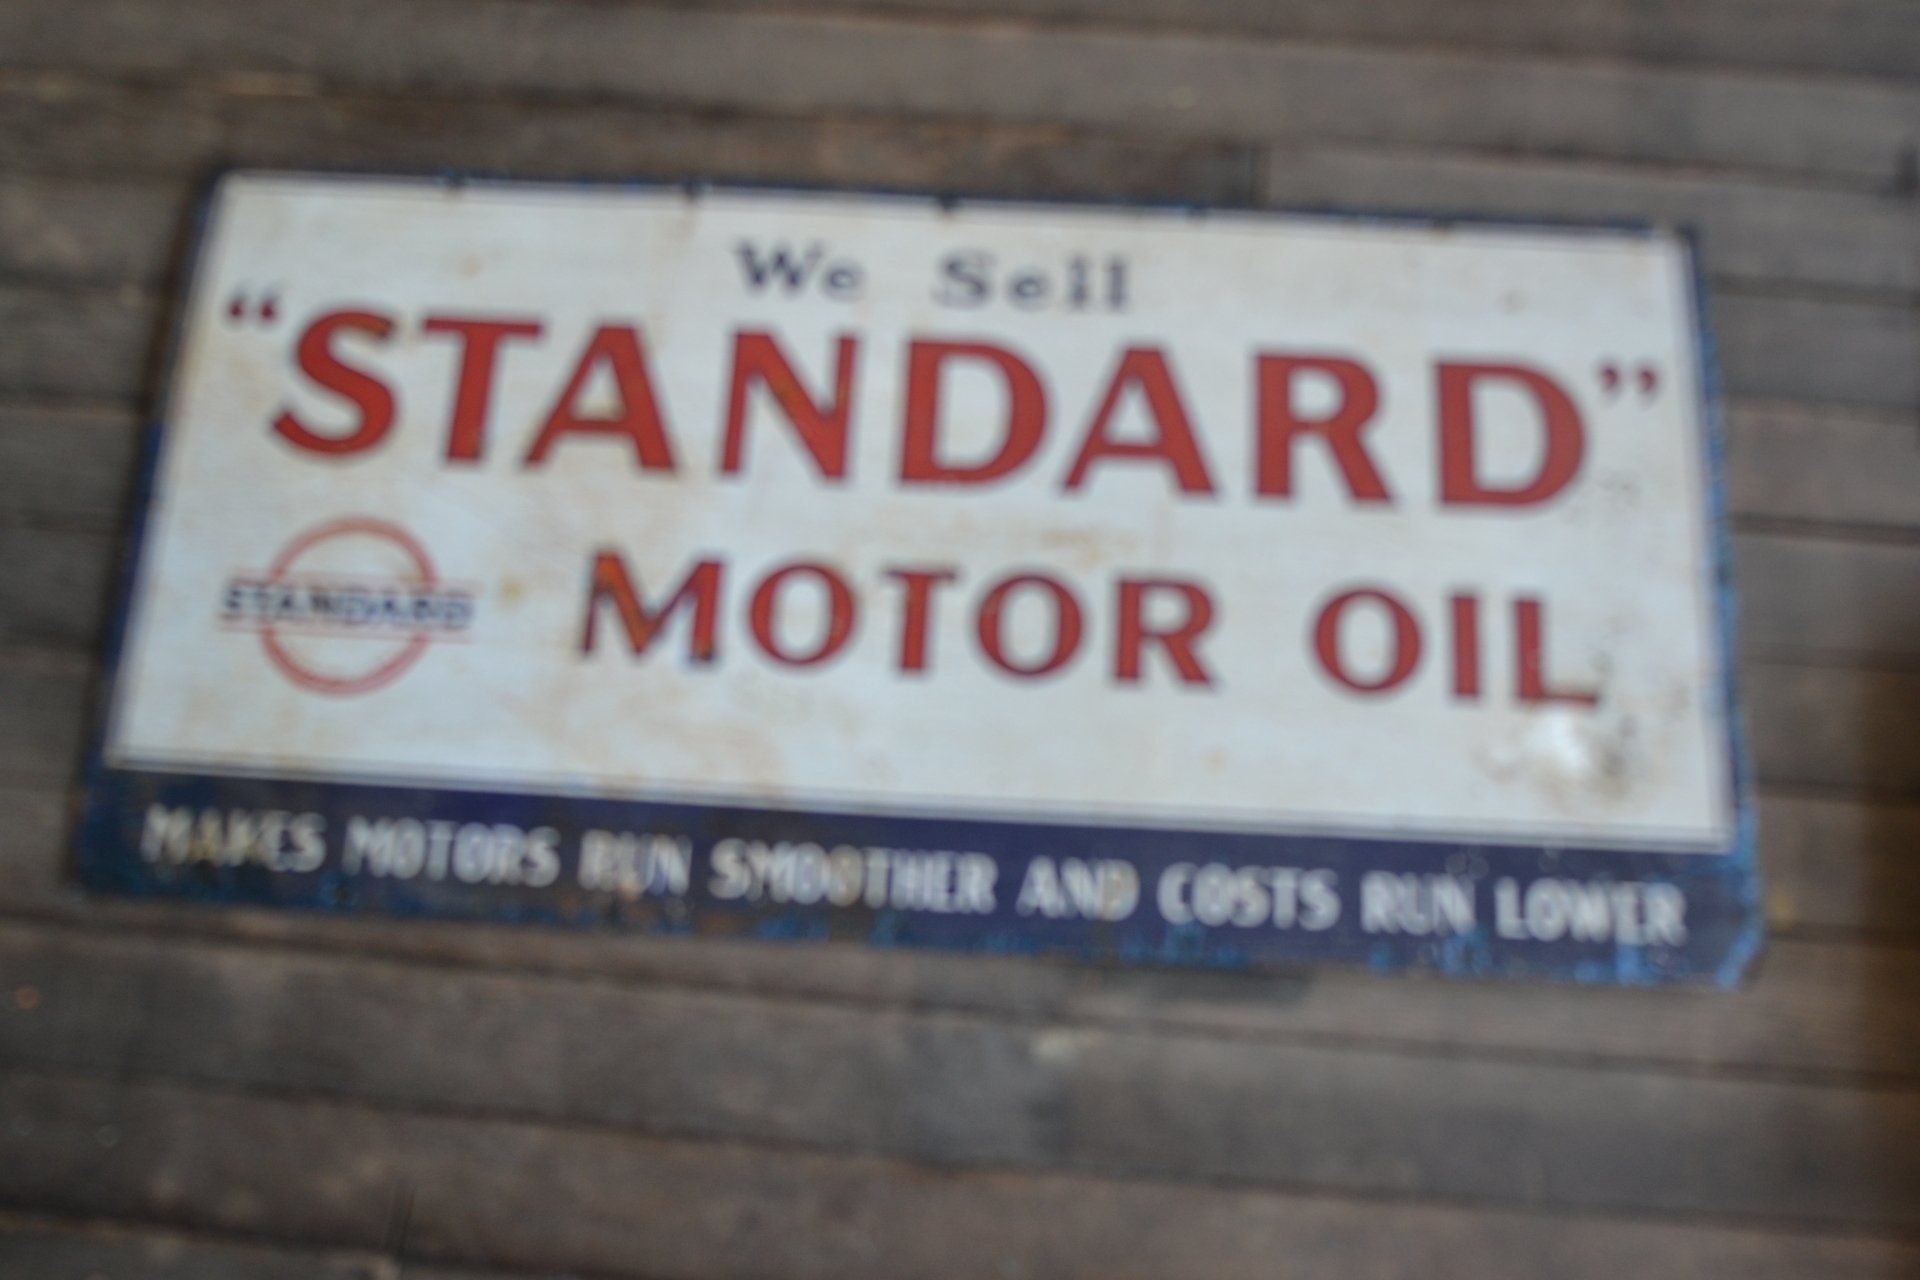 We Sell
“STANDARD”
STANDARD
MOTOR OIL
MAKES MOTORS RUN SMOOTHER AND COSTS RUN LOWER